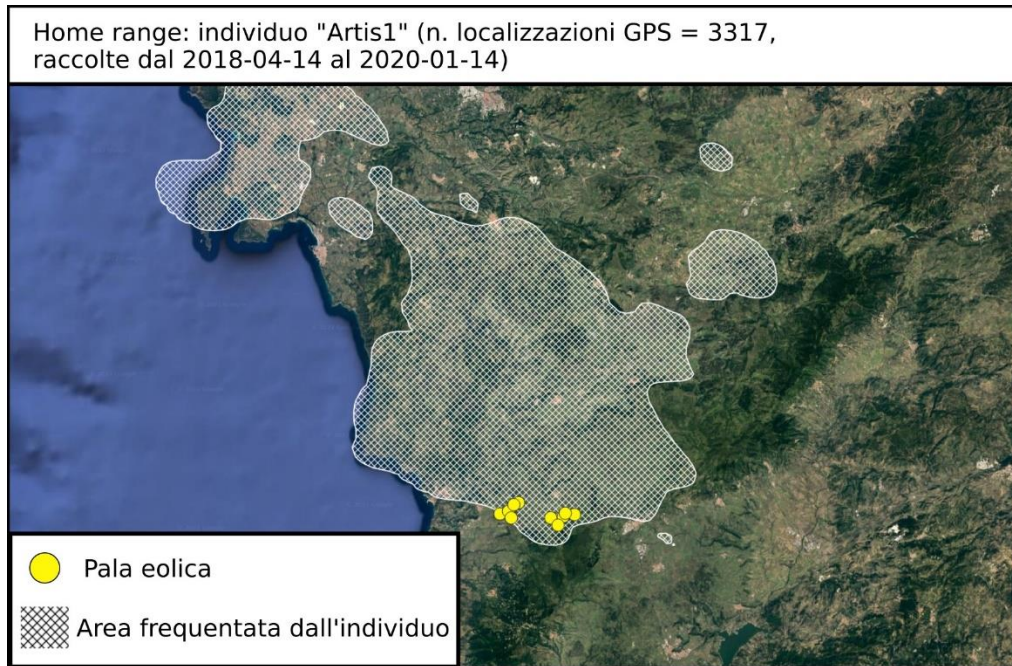 Home range: individuo "Artis1" (n. localizzazioni GPS = 3317,
raccolte dal 2018-04-14 al 2020-01-14)
Pala eolica
Area frequentata dall'individuo